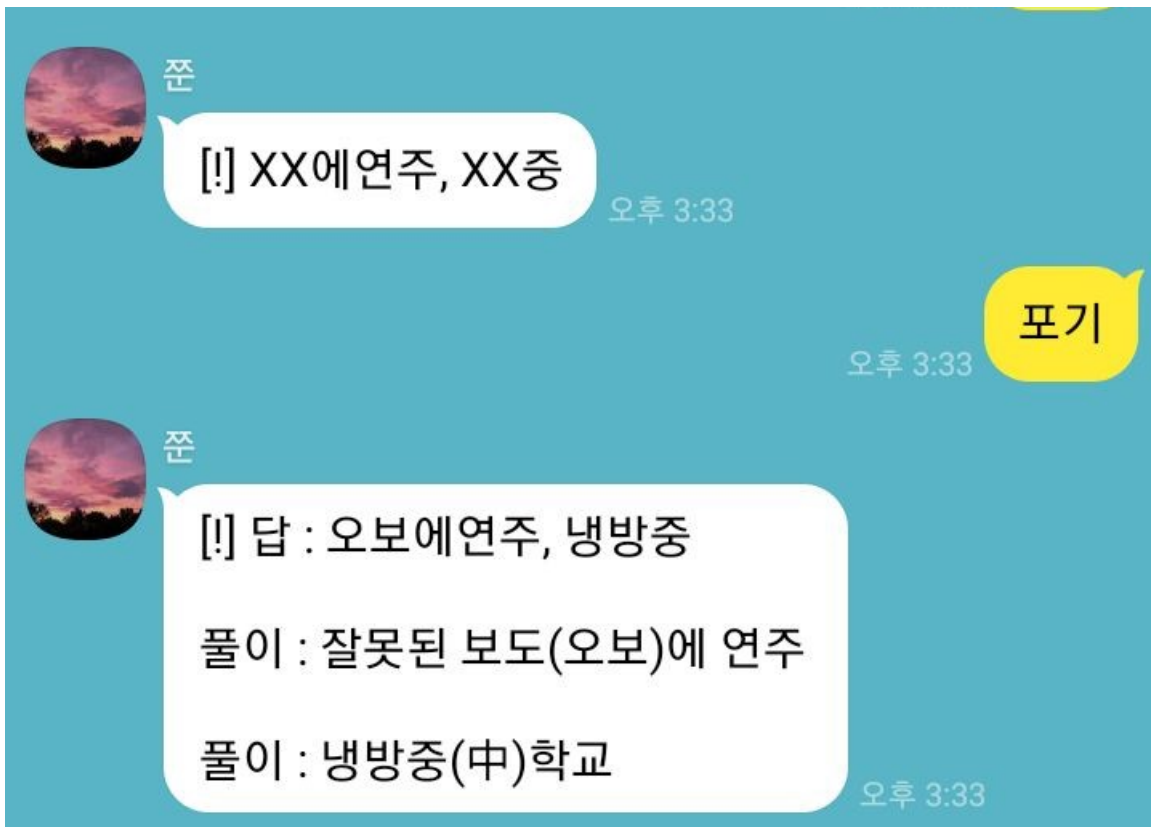 쭌
[!] XX에연주, XX중
오후 3:33
포기
오후 3:33
쭌
[!] 답 : 오보에연주, 냉방중
풀이 : 잘못된 보도(오보)에 연주
풀이 : 냉방중(中)학교
오후 3:33